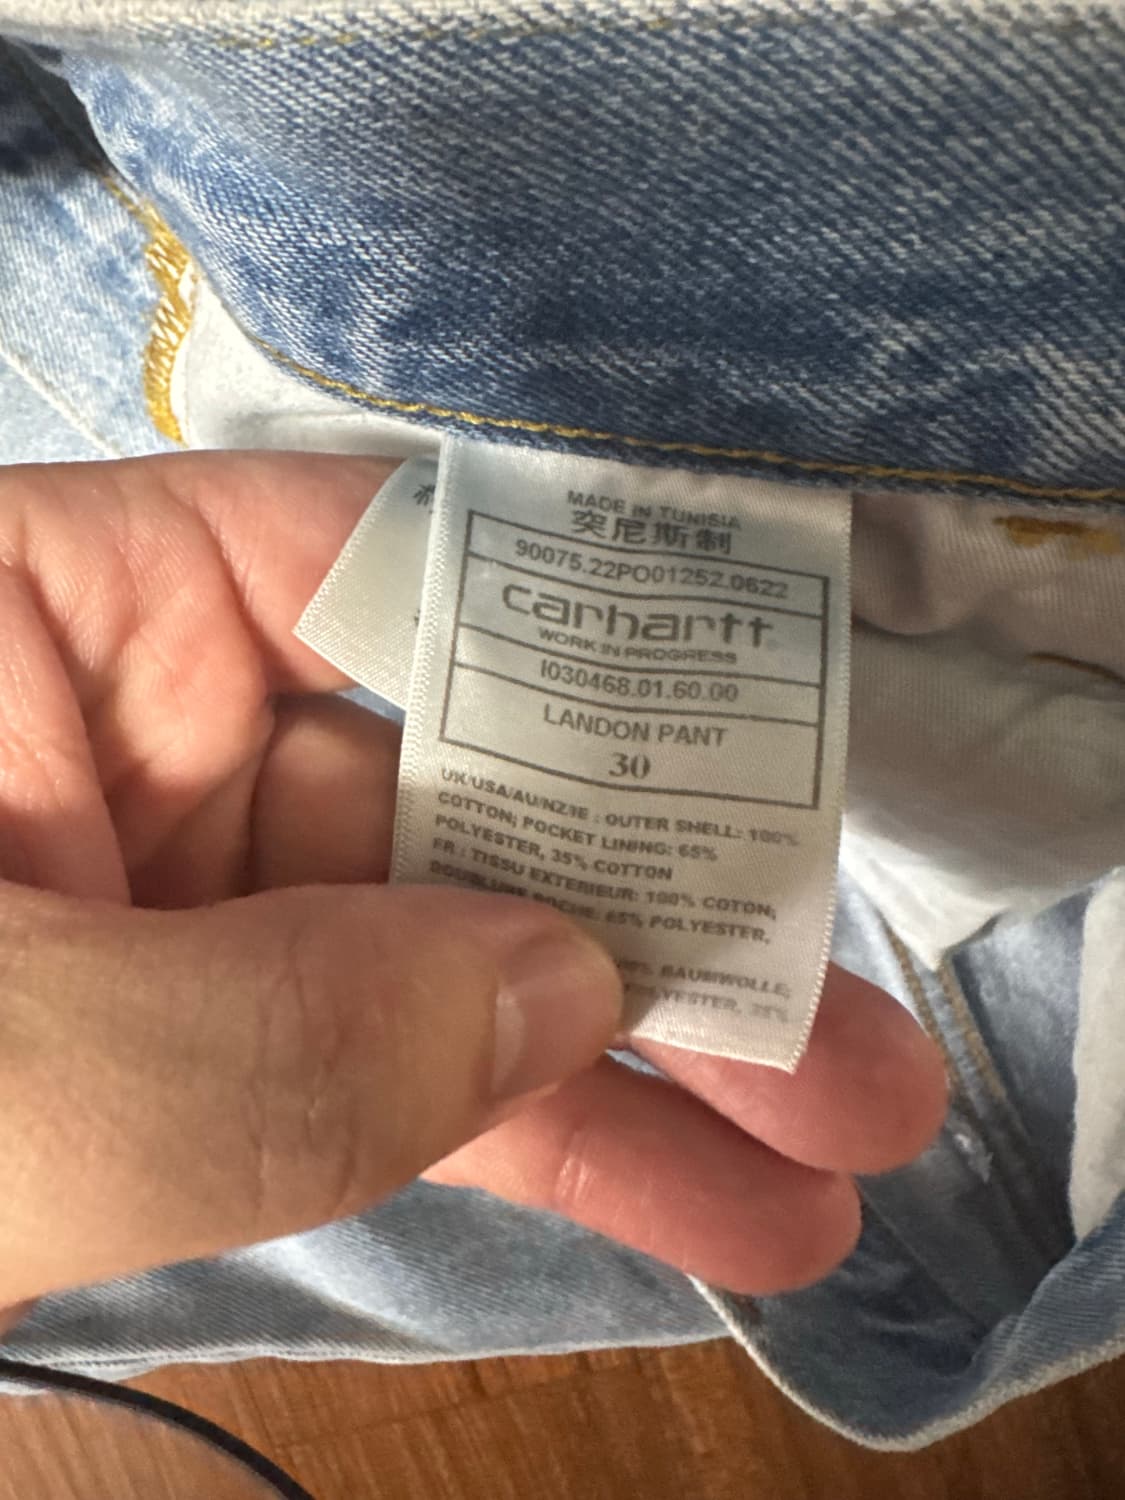 MADE IN TUNISIA
突尼斯制
90075.22PO01252.0622
carhartt
WORK IN PROGRESS
I030468.01.60.00
LANDON PANT
30
UK/USA/AU/NZ/IE : OUTER SHELL: 100%
COTTON; POCKET LINING: 65%
POLYESTER, 35% COTTON
FR : TISSU EXTERIEUR: 100% COTON;
65% POLYESTER,
BAUMWOLLE;
35%